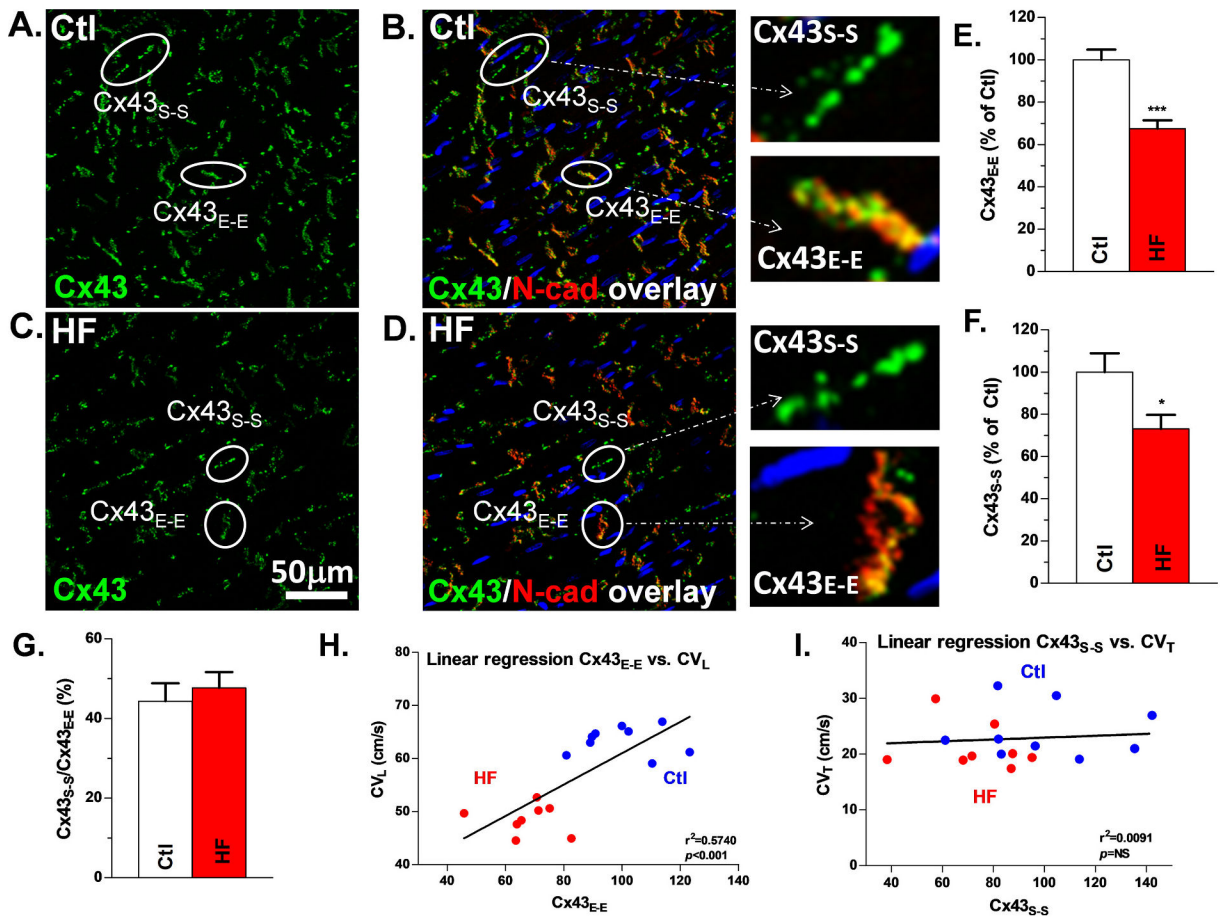 A.
Ctl
Cx43S-S
Cx43E-E
Cx43
B.
Ctl
Cx43S-S
Cx43E-E
Cx43/N-cad overlay
Cx43S-S
Cx43E-E
C.
HF
Cx43S-S
Cx43E-E
Cx43
50μm
D.
HF
Cx43S-S
Cx43E-E
Cx43/N-cad overlay
Cx43S-S
Cx43E-E
E.
Cx43E-E (% of Ctl)
120
100
80
60
40
20
0
***
Ctl
HF
F.
Cx43S-S (% of Ctl)
120
100
80
60
40
20
0
*
Ctl
HF
G.
Cx43S-S/Cx43E-E (%)
60
40
20
0
Ctl
HF
H.
Linear regression Cx43E-E vs. CVL
CVL (cm/s)
80
70
60
50
40
HF
Ctl
r²=0.5740
p<0.001
40 60 80 100 120 140
Cx43E-E
I.
Linear regression Cx43S-S vs. CVT
CVT (cm/s)
40
30
20
10
0
Ctl
HF
r²=0.0091
p=NS
40 60 80 100 120 140
Cx43S-S